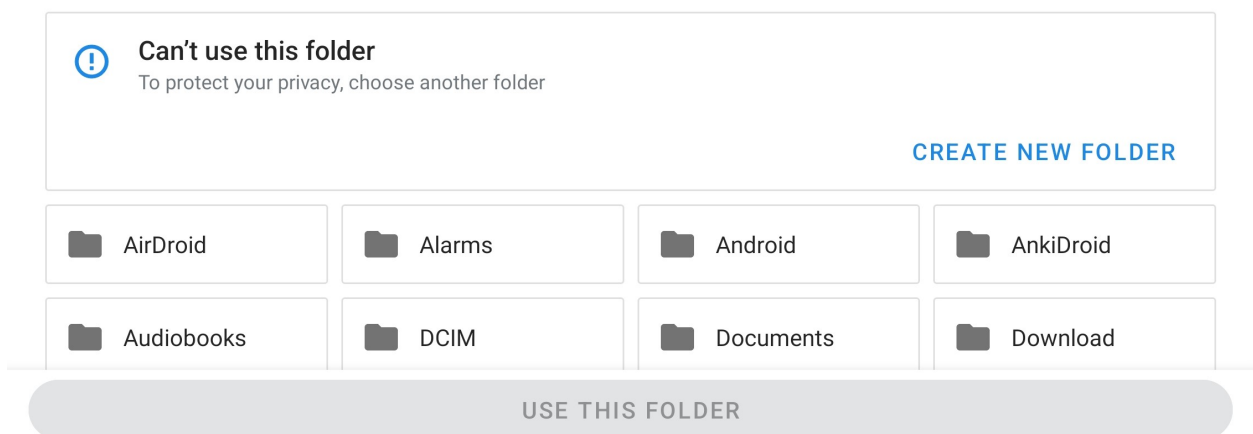 Can’t use this folder
To protect your privacy, choose another folder
CREATE NEW FOLDER
AirDroid Alarms Android AnkiDroid
Audiobooks DCIM Documents Download
USE THIS FOLDER